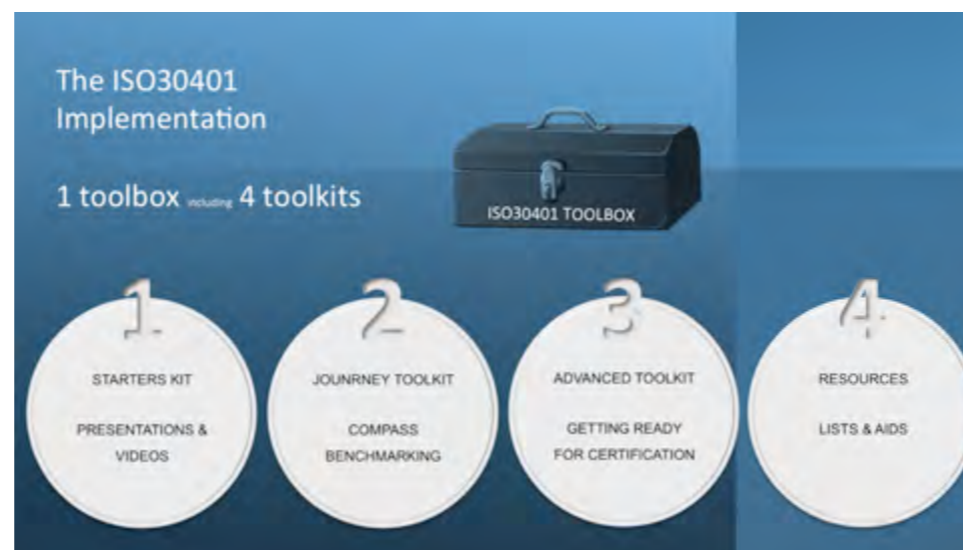 The ISO30401
Implementation
1 toolbox including 4 toolkits
ISO30401 TOOLBOX
1
STARTERS KIT
PRESENTATIONS &
VIDEOS
2
JOUNRNEY TOOLKIT
COMPASS
BENCHMARKING
3
ADVANCED TOOLKIT
GETTING READY
FOR CERTIFICATION
4
RESOURCES
LISTS & AIDS